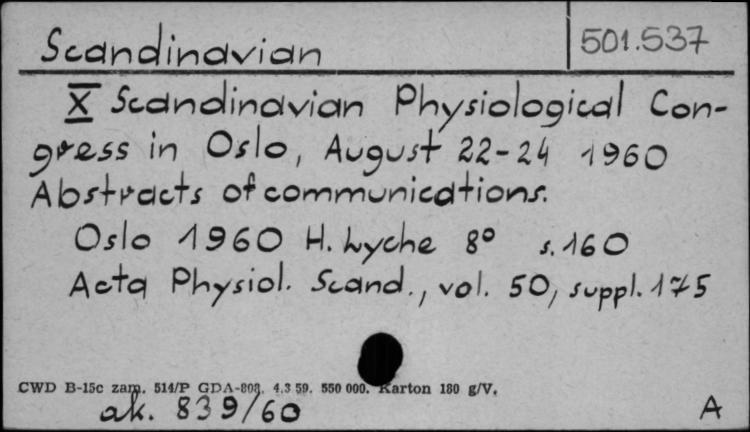 Scandinavian
501.537
X Scandinavian Physiological Con-
gress in Oslo, August 22-24 1960
Abstracts of communications.
Oslo 1960 H. Lyche 8° s. 160
Acta Physiol. Scand., vol. 50, suppl. 175
CWD B-15c zam. 514/P GDA-808. 4.3 59. 550 000. Karton 180 g/V.
ak. 839/60
A